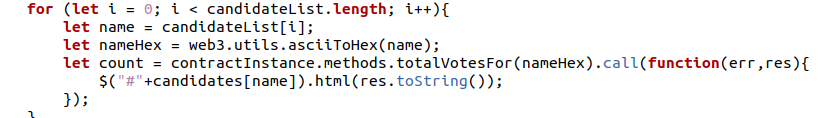 for (let i = 0; i < candidateList.length; i++){
    let name = candidateList[i];
    let nameHex = web3.utils.asciiToHex(name);
    let count = contractInstance.methods.totalVotesFor(nameHex).call(function(err,res){
        $("#"+candidates[name]).html(res.toString());
    });
}